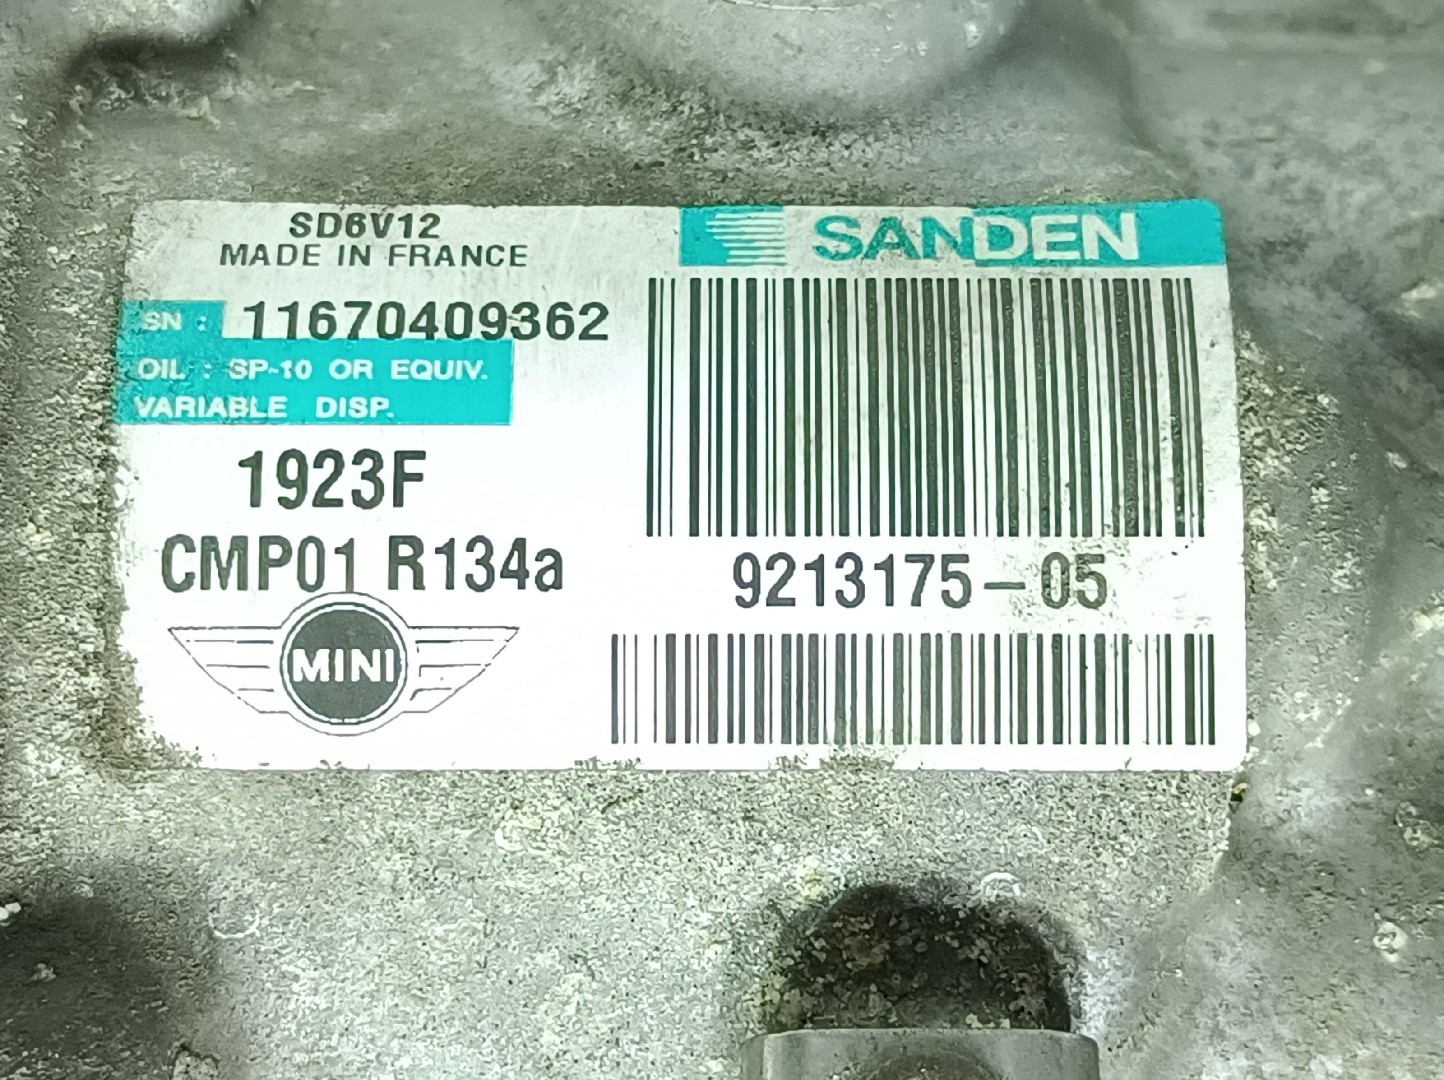 SD6V12
MADE IN FRANCE
SANDEN
SN : 11670409362
OIL : SP-10 OR EQUIV.
VARIABLE DISP.
1923F
CMP01 R134a
9213175-05
MINI